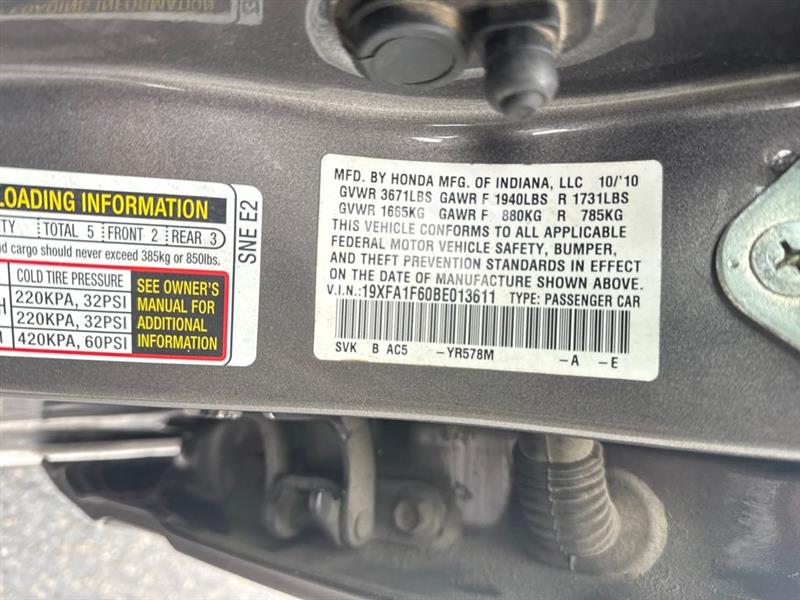 LOADING INFORMATION
TOTAL 5 FRONT 2 REAR 3
and cargo should never exceed 385kg or 850lbs.
COLD TIRE PRESSURE
220KPA, 32PSI
220KPA, 32PSI
420KPA, 60PSI
SEE OWNER'S
MANUAL FOR
ADDITIONAL
INFORMATION
SNE E2
MFD. BY HONDA MFG. OF INDIANA, LLC 10/'10
GVWR 3671LBS GAWR F 1940LBS R 1731LBS
GVWR 1665KG GAWR F 880KG R 785KG
THIS VEHICLE CONFORMS TO ALL APPLICABLE
FEDERAL MOTOR VEHICLE SAFETY, BUMPER,
AND THEFT PREVENTION STANDARDS IN EFFECT
ON THE DATE OF MANUFACTURE SHOWN ABOVE.
V.I.N.:19XFA1F60BE013611 TYPE: PASSENGER CAR
SVK B AC5 -YR578M -A -E